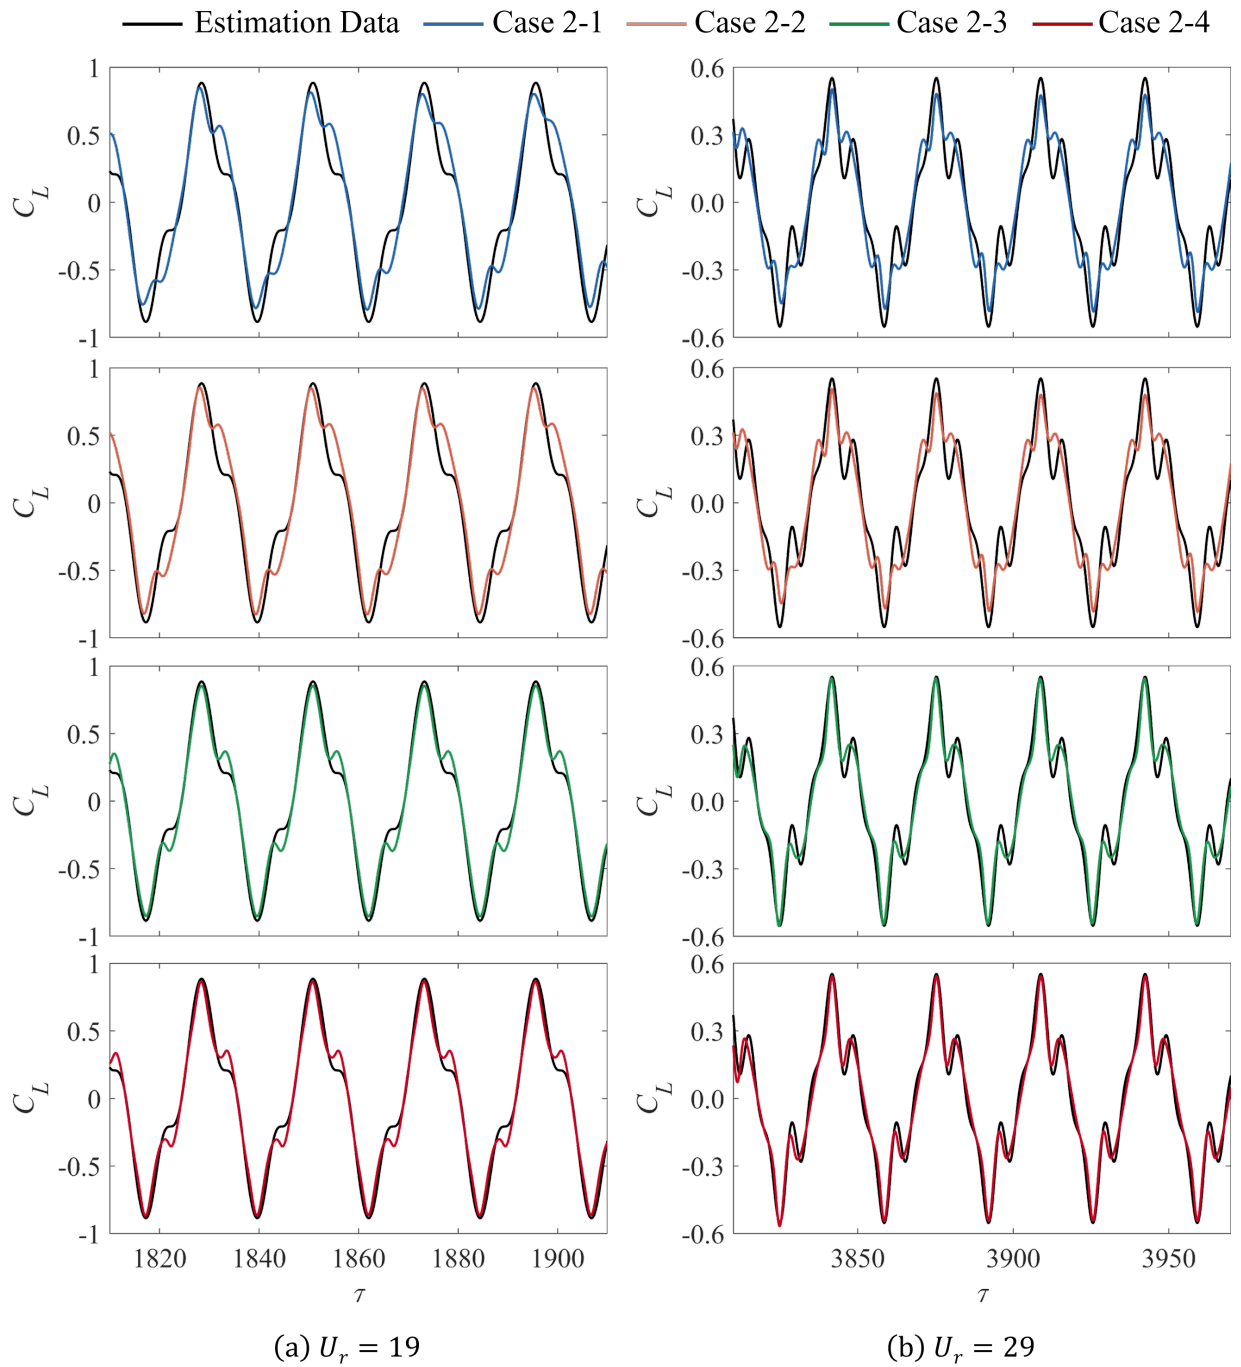 Estimation Data Case 2-1 Case 2-2 Case 2-3 Case 2-4
1 0.6
0.5 0.3
C_L 0 C_L 0.0
-0.5 -0.3
-1 -0.6
1 0.6
0.5 0.3
C_L 0 C_L 0.0
-0.5 -0.3
-1 -0.6
1 0.6
0.5 0.3
C_L 0 C_L 0.0
-0.5 -0.3
-1 -0.6
1 0.6
0.5 0.3
C_L 0 C_L 0.0
-0.5 -0.3
-1 -0.6
1820 1840 1860 1880 1900 3850 3900 3950
τ τ
(a) U_r = 19 (b) U_r = 29